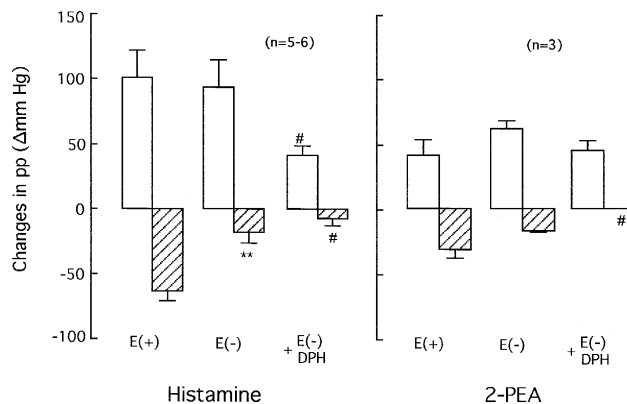 Changes in pp (Δmm Hg)
150
100
50
0
-50
-100
(n=5-6)
(n=3)
#
**
#
#
E(+)
E(-)
+ E(-) DPH
E(+)
E(-)
+ E(-) DPH
Histamine
2-PEA